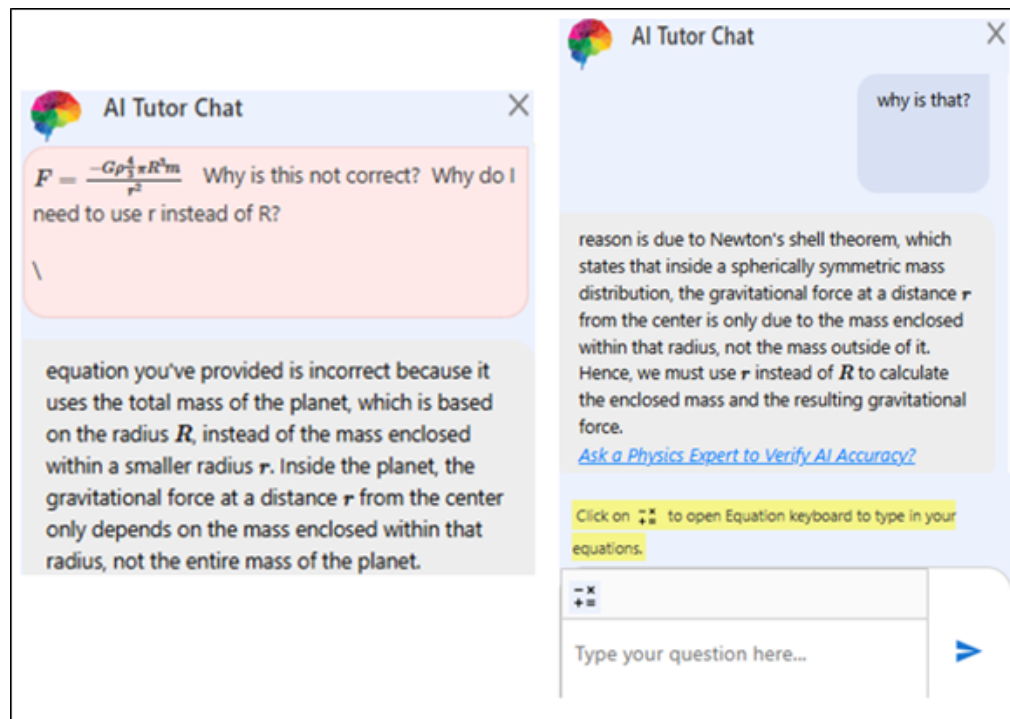 AI Tutor Chat
F = \frac{-Gρ\frac{4}{3}πR³m}{r²} Why is this not correct? Why do I
need to use r instead of R?
\
equation you've provided is incorrect because it
uses the total mass of the planet, which is based
on the radius R, instead of the mass enclosed
within a smaller radius r. Inside the planet, the
gravitational force at a distance r from the center
only depends on the mass enclosed within that
radius, not the entire mass of the planet.
AI Tutor Chat
why is that?
reason is due to Newton's shell theorem, which
states that inside a spherically symmetric mass
distribution, the gravitational force at a distance r
from the center is only due to the mass enclosed
within that radius, not the mass outside of it.
Hence, we must use r instead of R to calculate
the enclosed mass and the resulting gravitational
force.
Ask a Physics Expert to Verify AI Accuracy?
Click on −×+= to open Equation keyboard to type in your
equations.
−×
+=
Type your question here...